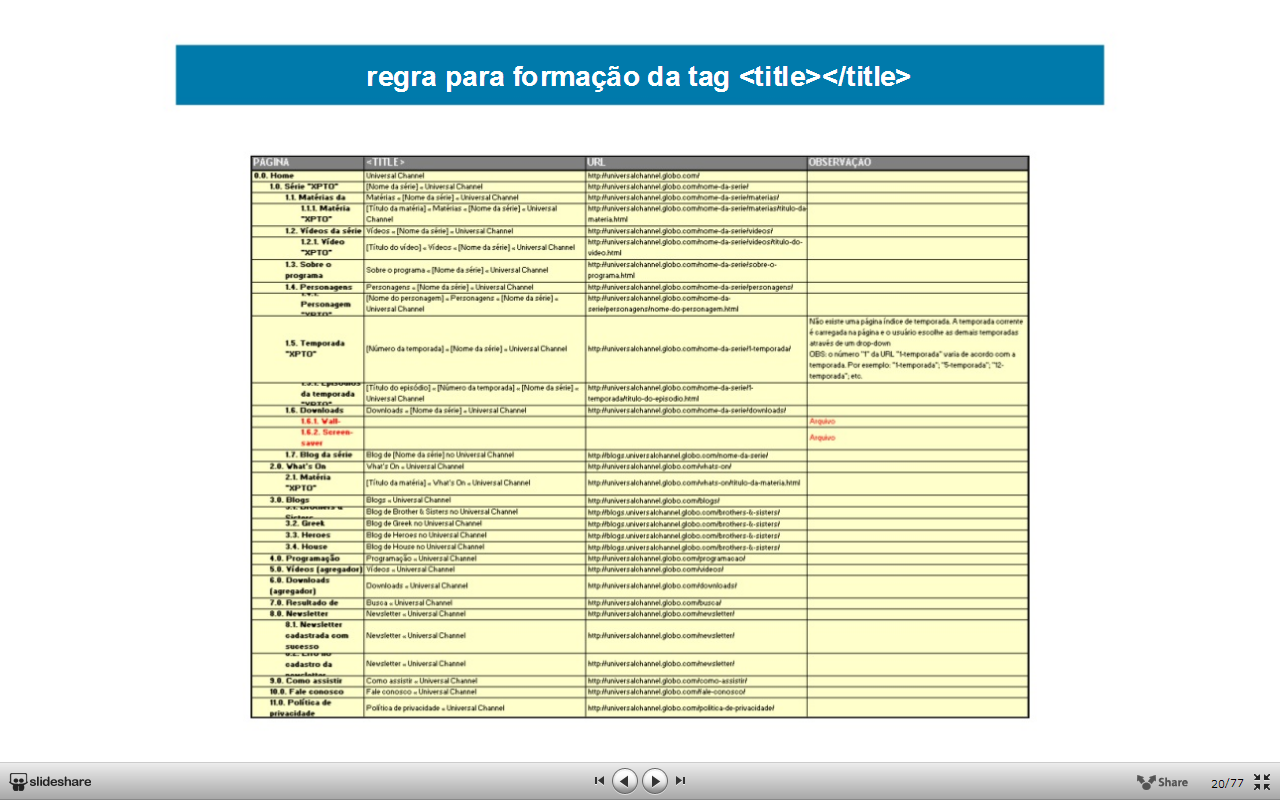 regra para formação da tag <title></title>
PÁGINA <TITLE> URL OBSERVAÇÃO
0.0. Home Universal Channel http://universalchannel.globo.com/
1.0. Série "XPTO" [Nome da série] « Universal Channel http://universalchannel.globo.com/nome-da-serie/
1.1. Matérias da Matérias « [Nome da série] « Universal Channel http://universalchannel.globo.com/nome-da-serie/materias/
1.1.1. Matéria "XPTO" [Título da matéria] « Matérias « [Nome da série] « Universal Channel http://universalchannel.globo.com/nome-da-serie/materias/titulo-da-materia.html
1.2. Vídeos da série Vídeos « [Nome da série] « Universal Channel http://universalchannel.globo.com/nome-da-serie/videos/
1.2.1. Vídeo "XPTO" [Título do vídeo] « Vídeos « [Nome da série] « Universal Channel http://universalchannel.globo.com/nome-da-serie/videos/titulo-do-video.html
1.3. Sobre o programa Sobre o programa « [Nome da série] « Universal Channel http://universalchannel.globo.com/nome-da-serie/sobre-o-programa.html
1.4. Personagens Personagens « [Nome da série] « Universal Channel http://universalchannel.globo.com/nome-da-serie/personagens/
Personagem [Nome do personagem] « Personagens « [Nome da série] « Universal Channel http://universalchannel.globo.com/nome-da-serie/personagens/nome-do-personagem.html
1.5. Temporada "XPTO" [Número da temporada] « [Nome da série] « Universal Channel http://universalchannel.globo.com/nome-da-serie/1-temporada/
Não existe uma página índice de temporada. A temporada corrente
é carregada na página e o usuário escolhe as demais temporadas
através de um drop-down
OBS: o número "1" da URL "1-temporada" varia de acordo com a
temporada. Por exemplo: "1-temporada"; "5-temporada"; "12-
temporada"; etc.
da temporada [Título do episódio] « [Número da temporada] « [Nome da série] « Universal Channel http://universalchannel.globo.com/nome-da-serie/1-temporada/titulo-do-episodio.html
1.6. Downloads Downloads « [Nome da série] « Universal Channel http://universalchannel.globo.com/nome-da-serie/downloads/
1.6.1. Wall- Arquivo
1.6.2. Screen-saver Arquivo
1.7. Blog da série Blog de [Nome da série] no Universal Channel http://blogs.universalchannel.globo.com/nome-da-serie/
2.0. What's On What's On « Universal Channel http://universalchannel.globo.com/whats-on/
2.1. Matéria "XPTO" [Título da matéria] « What's On « Universal Channel http://universalchannel.globo.com/whats-on/titulo-da-materia.html
3.0. Blogs Blogs « Universal Channel http://universalchannel.globo.com/blogs/
Blog de Brother & Sisters no Universal Channel http://blogs.universalchannel.globo.com/brothers-&-sisters/
3.2. Greek Blog de Greek no Universal Channel http://blogs.universalchannel.globo.com/brothers-&-sisters/
3.3. Heroes Blog de Heroes no Universal Channel http://blogs.universalchannel.globo.com/brothers-&-sisters/
3.4. House Blog de House no Universal Channel http://blogs.universalchannel.globo.com/brothers-&-sisters/
4.0. Programação Programação « Universal Channel http://universalchannel.globo.com/programacao/
5.0. Vídeos (agregador) Vídeos « Universal Channel http://universalchannel.globo.com/videos/
6.0. Downloads (agregador) Downloads « Universal Channel http://universalchannel.globo.com/downloads/
7.0. Resultado de Busca « Universal Channel http://universalchannel.globo.com/busca/
8.0. Newsletter Newsletter « Universal Channel http://universalchannel.globo.com/newsletter/
8.1. Newsletter cadastrada com sucesso Newsletter « Universal Channel http://universalchannel.globo.com/newsletter/
cadastro da Newsletter « Universal Channel http://universalchannel.globo.com/newsletter/
9.0. Como assistir Como assistir « Universal Channel http://universalchannel.globo.com/como-assistir/
10.0. Fale conosco Fale conosco « Universal Channel http://universalchannel.globo.com/fale-conosco/
11.0. Política de privacidade Política de privacidade « Universal Channel http://universalchannel.globo.com/politica-de-privacidade/
slideshare Share 20/77